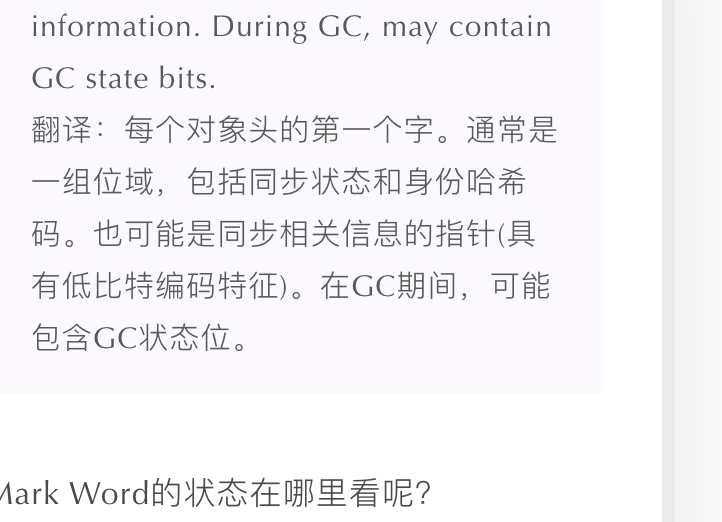 information. During GC, may contain
GC state bits.
翻译：每个对象头的第一个字。通常是
一组位域，包括同步状态和身份哈希
码。也可能是同步相关信息的指针(具
有低比特编码特征)。在GC期间，可能
包含GC状态位。
Mark Word的状态在哪里看呢？